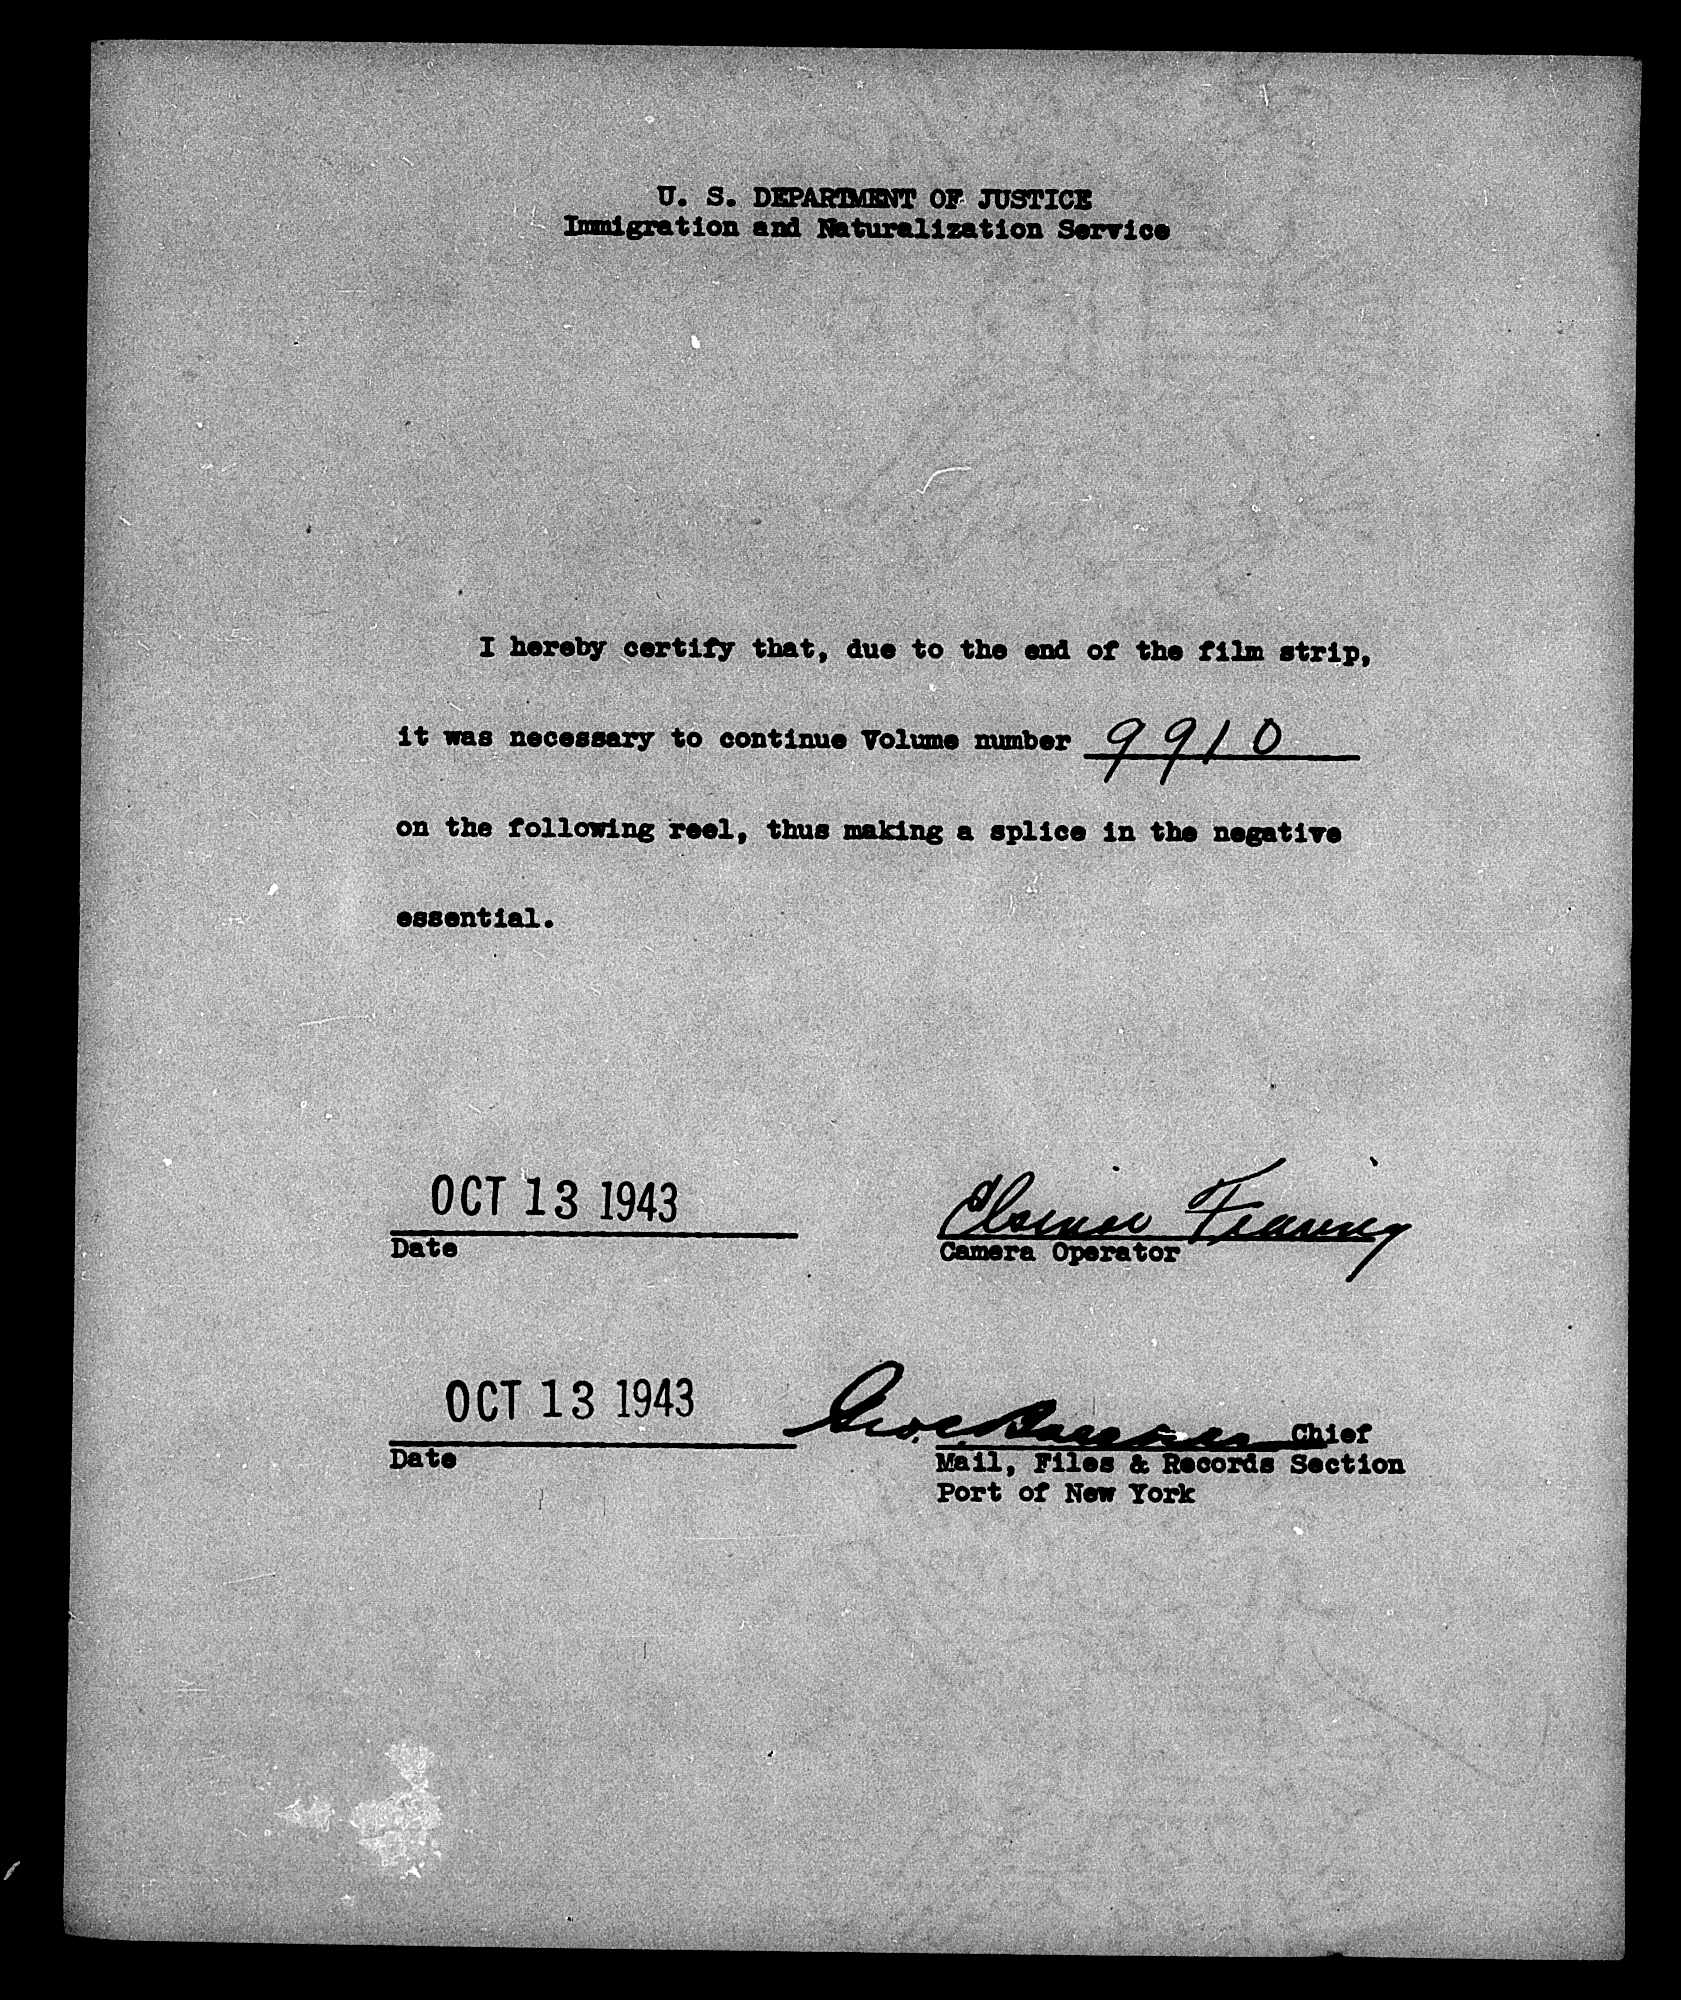 U. S. DEPARTMENT OF JUSTICE
Immigration and Naturalization Service
I hereby certify that, due to the end of the film strip,
it was necessary to continue Volume number 9910
on the following reel, thus making a splice in the negative
essential.
OCT 13 1943
Date
Camera Operator
OCT 13 1943
Date
Chief
Mail, Files & Records Section
Port of New York